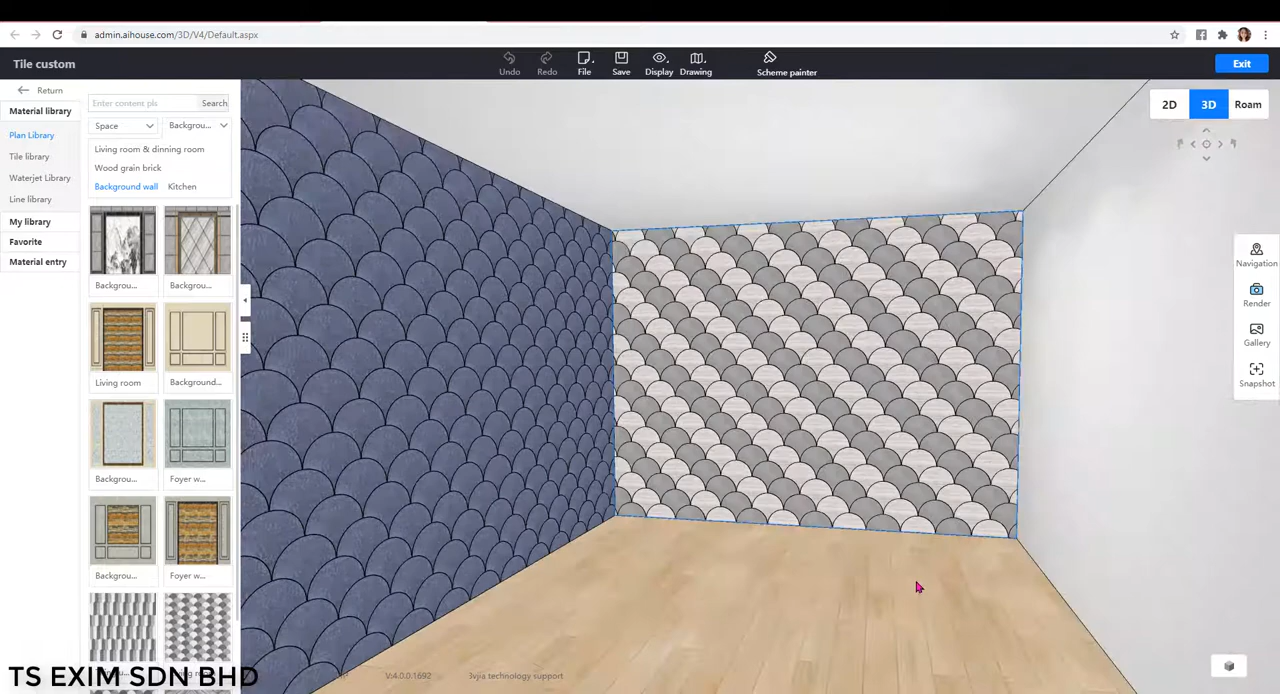 admin.aihouse.com/3D/V4/Default.aspx
Tile custom
Undo
Redo
File
Save
Display
Drawing
Scheme painter
Exit
Return
Material library
Enter content pls
Search
Plan Library
Space
Backgrou...
Tile library
Living room & dining room
Wood grain brick
Waterjet Library
Background wall
Kitchen
Line library
My library
Favorite
Material entry
Backgrou...
Backgrou...
Living room
Background...
Backgrou...
Foyer w...
Backgrou...
Foyer w...
2D
3D
Roam
Navigation
Render
Gallery
Snapshot
TS EXIM SDN BHD
V:4.0.0.1692
3vjia technology support